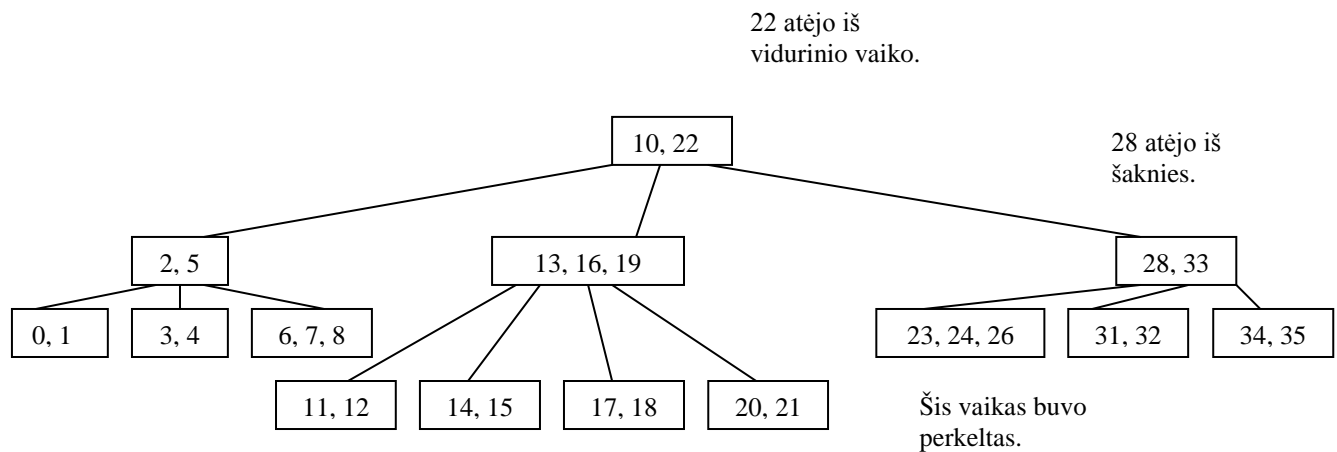 22 atėjo iš
vidurinio vaiko.
10, 22
28 atėjo iš
šaknies.
2, 5
13, 16, 19
28, 33
0, 1
3, 4
6, 7, 8
23, 24, 26
31, 32
34, 35
11, 12
14, 15
17, 18
20, 21
Šis vaikas buvo
perkeltas.